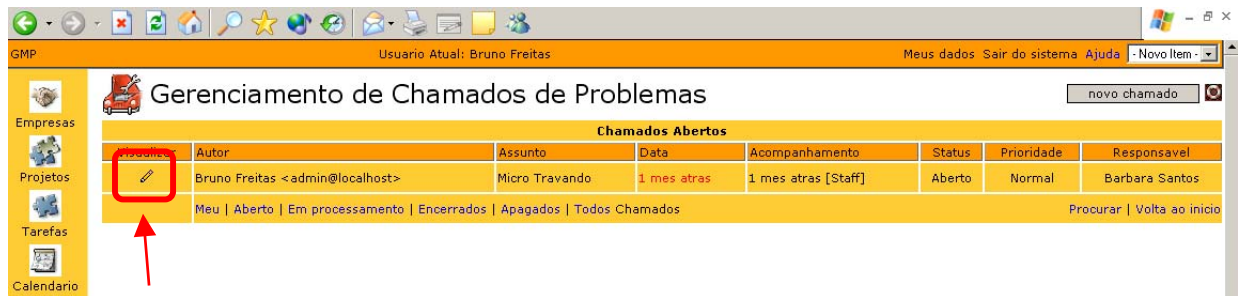 GMP Usuario Atual: Bruno Freitas Meus dados Sair do sistema Ajuda - Novo Item -
Gerenciamento de Chamados de Problemas novo chamado
Empresas
Chamados Abertos
Visualizar Autor Assunto Data Acompanhamento Status Prioridade Responsavel
Projetos Bruno Freitas <admin@localhost> Micro Travando 1 mes atras 1 mes atras [Staff] Aberto Normal Barbara Santos
Meu | Aberto | Em processamento | Encerrados | Apagados | Todos Chamados Procurar | Volta ao inicio
Tarefas
Calendario